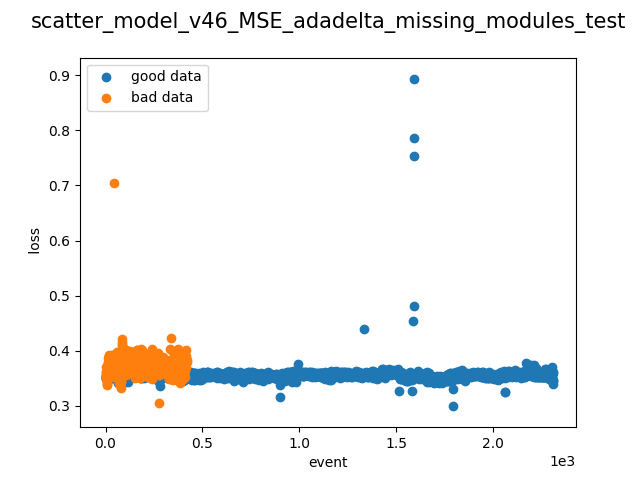 scatter_model_v46_MSE_adadelta_missing_modules_test
good data
bad data
0.9
0.8
0.7
0.6
0.5
0.4
0.3
loss
0.0 0.5 1.0 1.5 2.0
1e3
event